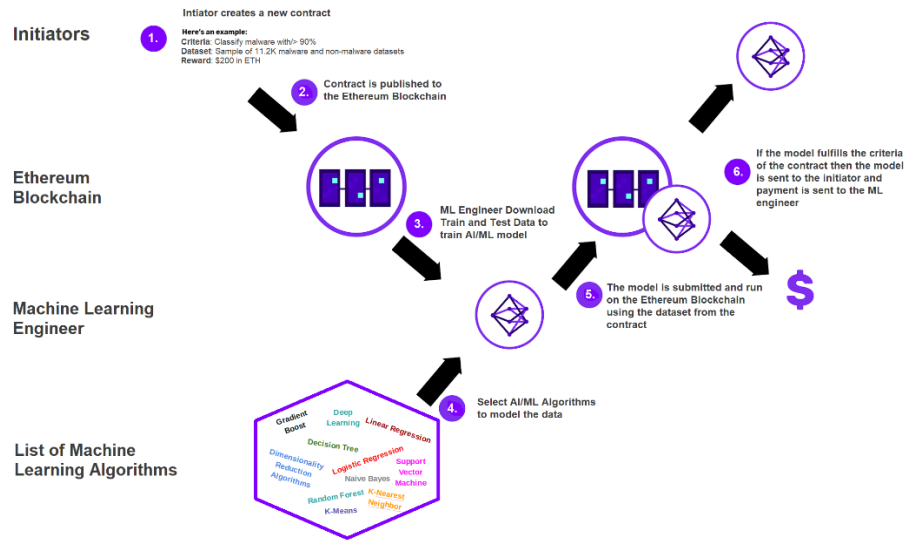 Initiators
1.
Intiator creates a new contract
Here's an example:
Criteria: Classify malware with/> 90%
Dataset: Sample of 11.2K malware and non-malware datasets
Reward: $200 in ETH
2.
Contract is published to
the Ethereum Blockchain
Ethereum
Blockchain
3.
ML Engineer Download
Train and Test Data to
train AI/ML model
6.
If the model fulfills the criteria
of the contract then the model
is sent to the initiator and
payment is sent to the ML
engineer
Machine Learning
Engineer
5.
The model is submitted and run
on the Ethereum Blockchain
using the dataset from the
contract
$
4.
Select AI/ML Algorithms
to model the data
List of Machine
Learning Algorithms
Gradient
Boost
Deep
Learning
Linear Regression
Decision Tree
Dimensionality
Reduction
Algorithms
Logistic Regression
Naive Bayes
Support
Vector
Machine
Random Forest
K-Nearest
Neighbor
K-Means